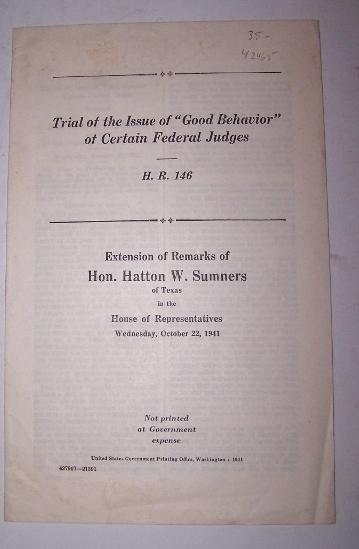 35-
Trial of the Issue of "Good Behavior"
of Certain Federal Judges
H. R. 146
Extension of Remarks of
Hon. Hatton W. Sumners
of Texas
in the
House of Representatives
Wednesday, October 22, 1941
Not printed
at Government
expense
United States Government Printing Office, Washington : 1941